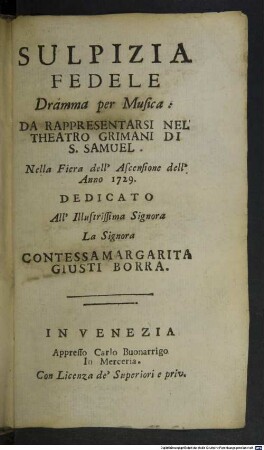 SULPIZIA
FEDELE
Dramma per Musica:
DA RAPPRESENTARSI NEL'
THEATRO GRIMANI DI
S. SAMUEL.
Nella Fiera dell' Ascensione dell'
Anno 1729.
DEDICATO
All' Illustrissima Signora
La Signora
CONTESSA MARGARITA
GIUSTI BORRA.
IN VENEZIA
Appresso Carlo Buonarrigo
In Merceria.
Con Licenza de' Superiori e priv.